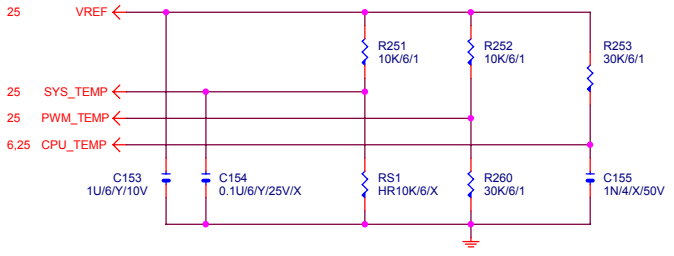 25 VREF
R251
10K/6/1
R252
10K/6/1
R253
30K/6/1
25 SYS_TEMP
25 PWM_TEMP
6,25 CPU_TEMP
C153
1U/6/Y/10V
C154
0.1U/6/Y/25V/X
RS1
HR10K/6/X
R260
30K/6/1
C155
1N/4/X/50V